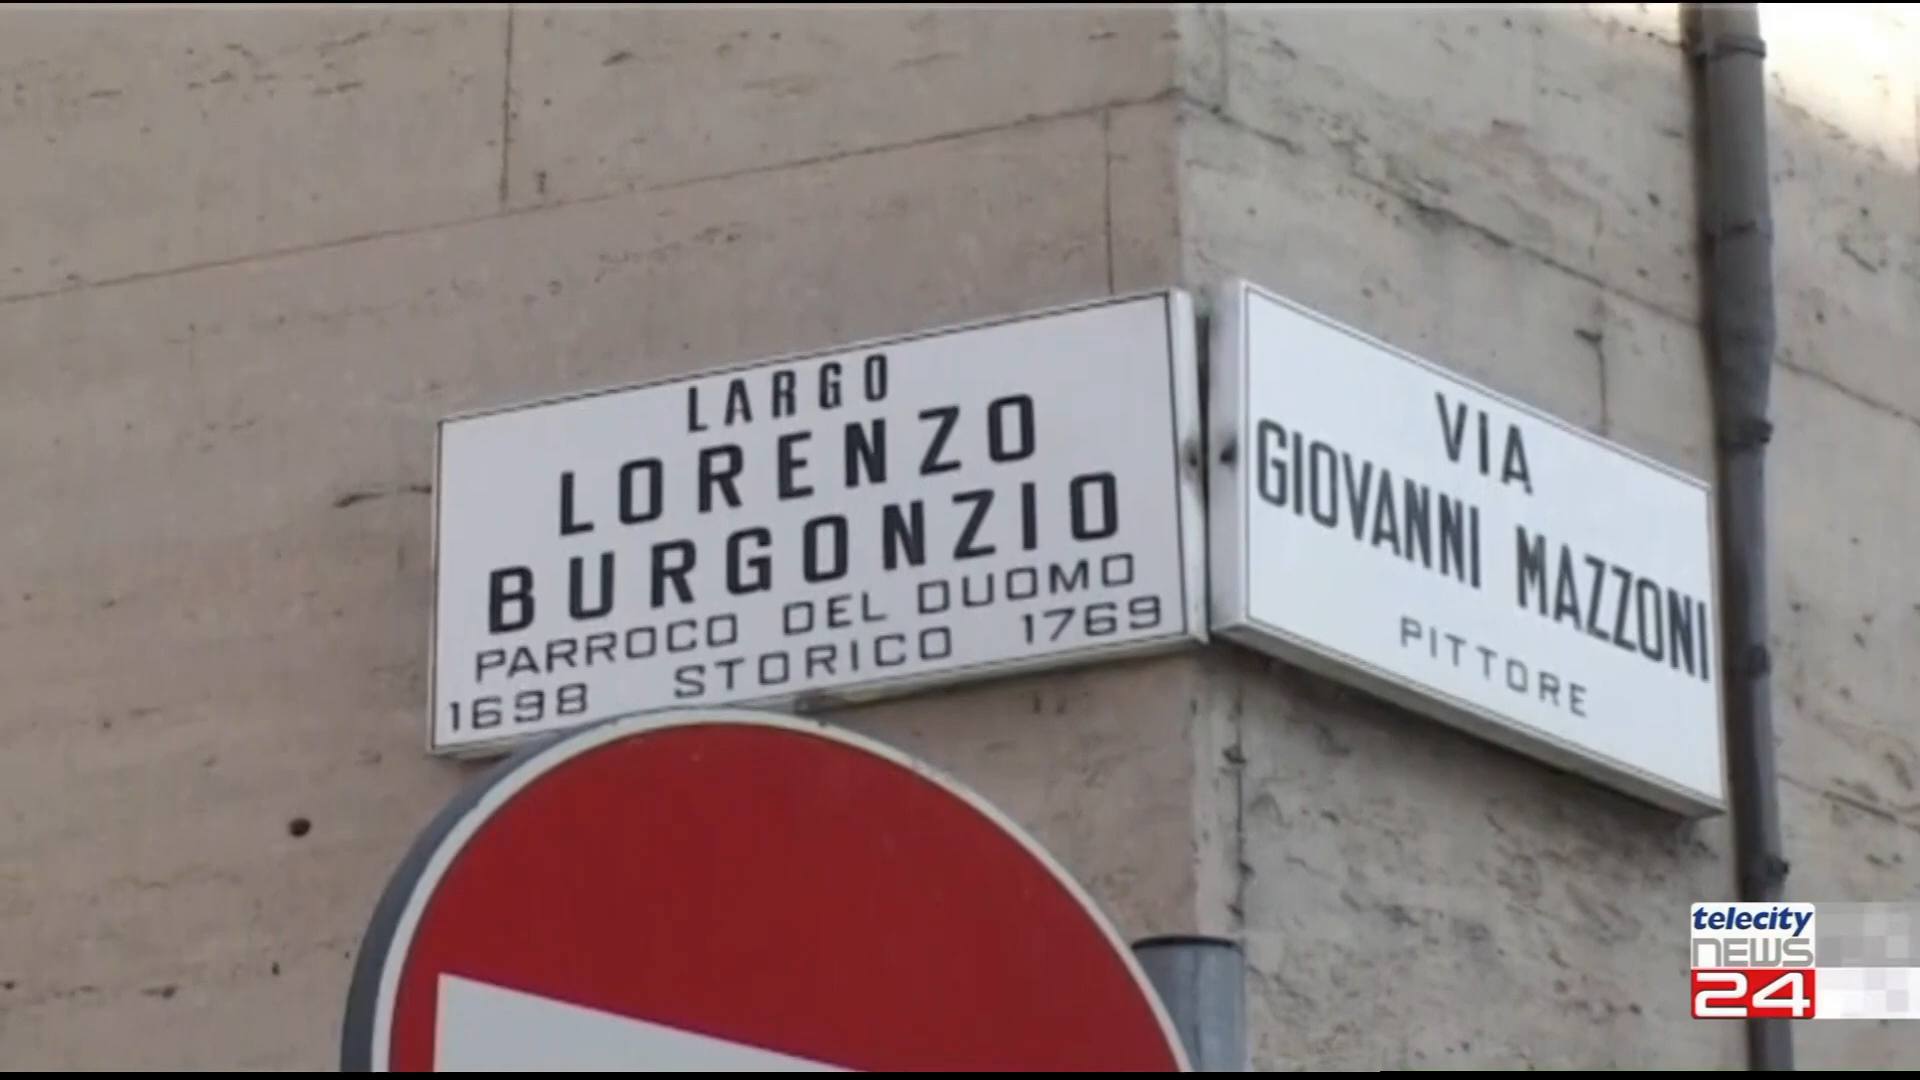 LARGO
LORENZO
BURGONZIO
PARROCO DEL DUOMO
1698 STORICO 1769
VIA
GIOVANNI MAZZONI
PITTORE
telecity
NEWS
24